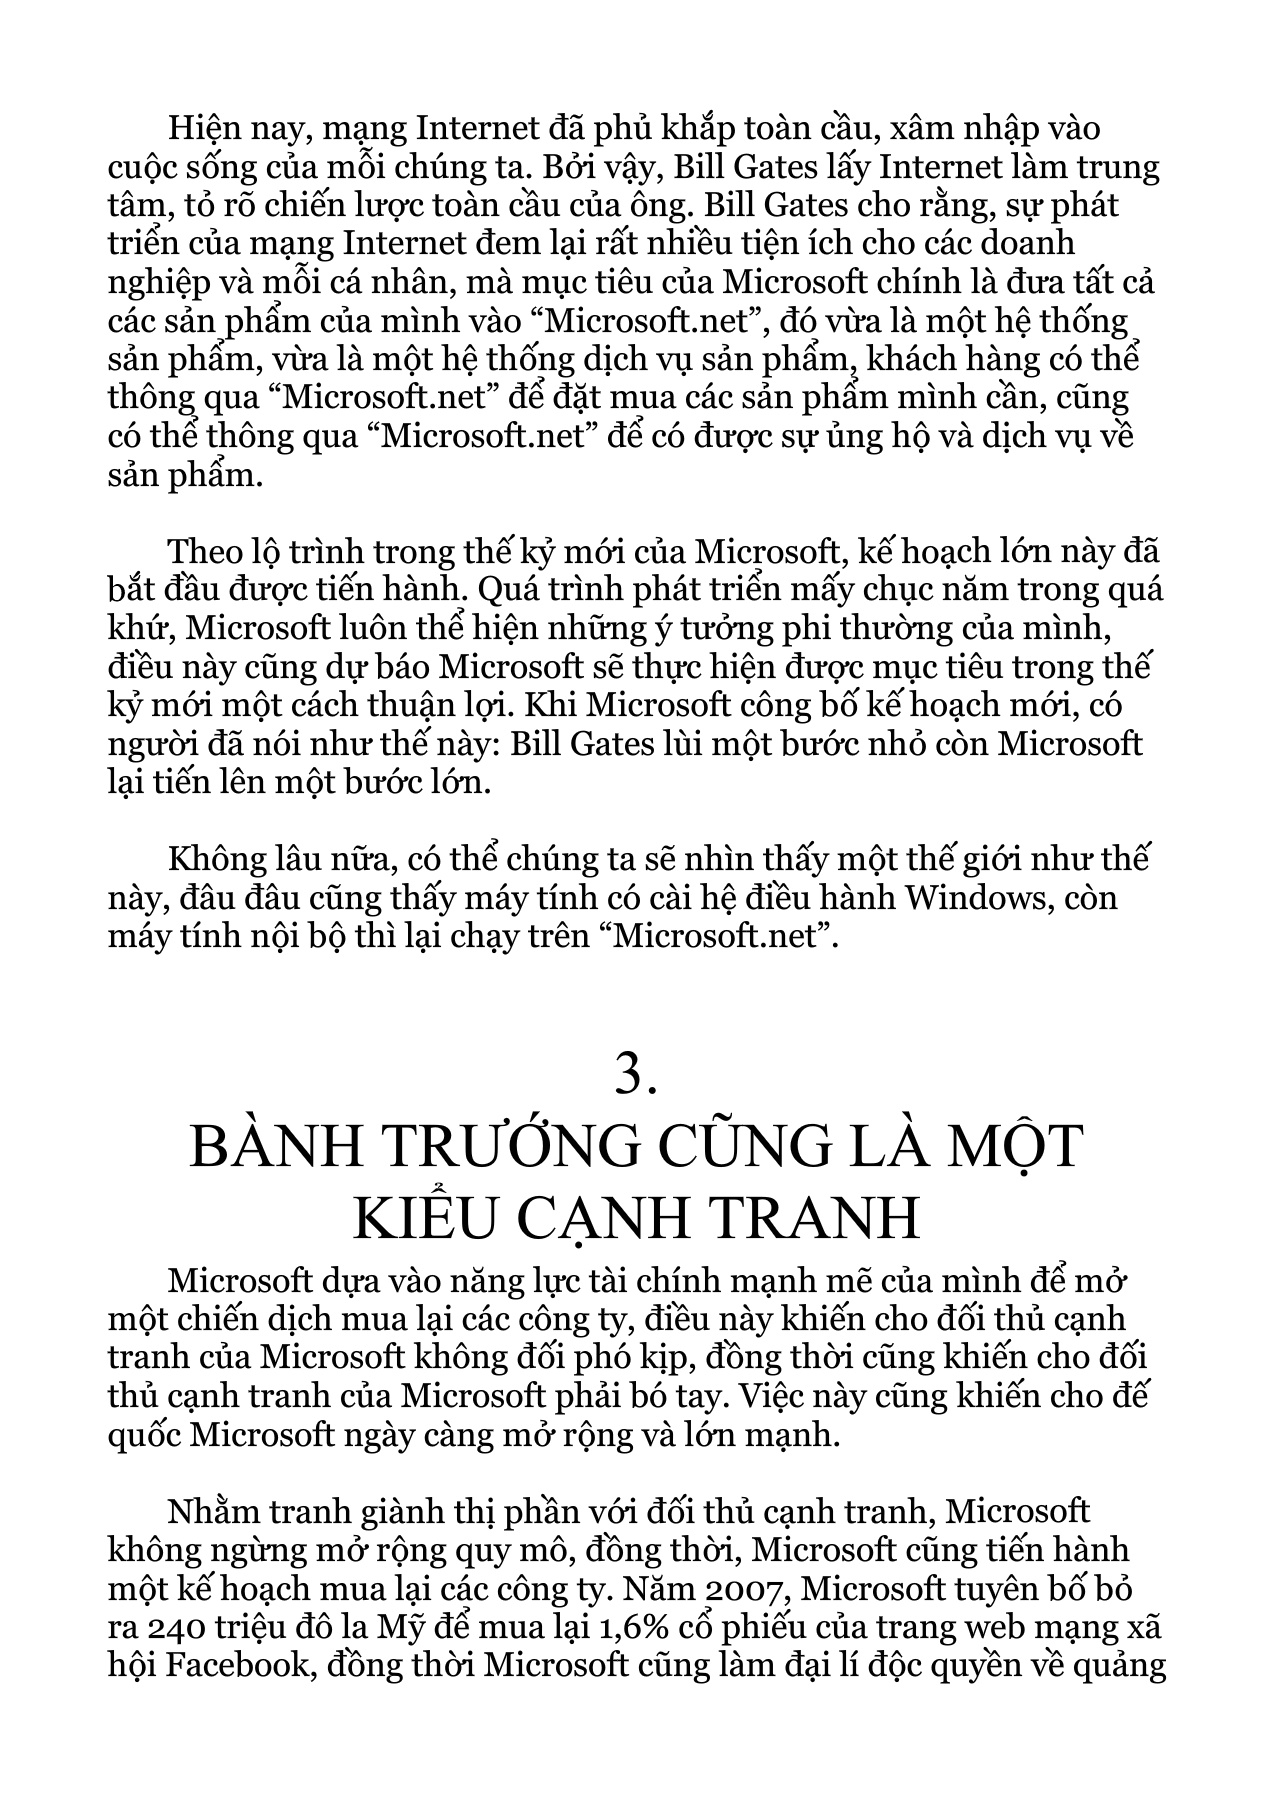 Hiện nay, mạng Internet đã phủ khắp toàn cầu, xâm nhập vào
cuộc sống của mỗi chúng ta. Bởi vậy, Bill Gates lấy Internet làm trung
tâm, tỏ rõ chiến lược toàn cầu của ông. Bill Gates cho rằng, sự phát
triển của mạng Internet đem lại rất nhiều tiện ích cho các doanh
nghiệp và mỗi cá nhân, mà mục tiêu của Microsoft chính là đưa tất cả
các sản phẩm của mình vào “Microsoft.net”, đó vừa là một hệ thống
sản phẩm, vừa là một hệ thống dịch vụ sản phẩm, khách hàng có thể
thông qua “Microsoft.net” để đặt mua các sản phẩm mình cần, cũng
có thể thông qua “Microsoft.net” để có được sự ủng hộ và dịch vụ về
sản phẩm.
Theo lộ trình trong thế kỷ mới của Microsoft, kế hoạch lớn này đã
bắt đầu được tiến hành. Quá trình phát triển mấy chục năm trong quá
khứ, Microsoft luôn thể hiện những ý tưởng phi thường của mình,
điều này cũng dự báo Microsoft sẽ thực hiện được mục tiêu trong thế
kỷ mới một cách thuận lợi. Khi Microsoft công bố kế hoạch mới, có
người đã nói như thế này: Bill Gates lùi một bước nhỏ còn Microsoft
lại tiến lên một bước lớn.
Không lâu nữa, có thể chúng ta sẽ nhìn thấy một thế giới như thế
này, đâu đâu cũng thấy máy tính có cài hệ điều hành Windows, còn
máy tính nội bộ thì lại chạy trên “Microsoft.net”.
3.
BÀNH TRƯỚNG CŨNG LÀ MỘT
KIỂU CẠNH TRANH
Microsoft dựa vào năng lực tài chính mạnh mẽ của mình để mở
một chiến dịch mua lại các công ty, điều này khiến cho đối thủ cạnh
tranh của Microsoft không đối phó kịp, đồng thời cũng khiến cho đối
thủ cạnh tranh của Microsoft phải bó tay. Việc này cũng khiến cho đế
quốc Microsoft ngày càng mở rộng và lớn mạnh.
Nhằm tranh giành thị phần với đối thủ cạnh tranh, Microsoft
không ngừng mở rộng quy mô, đồng thời, Microsoft cũng tiến hành
một kế hoạch mua lại các công ty. Năm 2007, Microsoft tuyên bố bỏ
ra 240 triệu đô la Mỹ để mua lại 1,6% cổ phiếu của trang web mạng xã
hội Facebook, đồng thời Microsoft cũng làm đại lí độc quyền về quảng